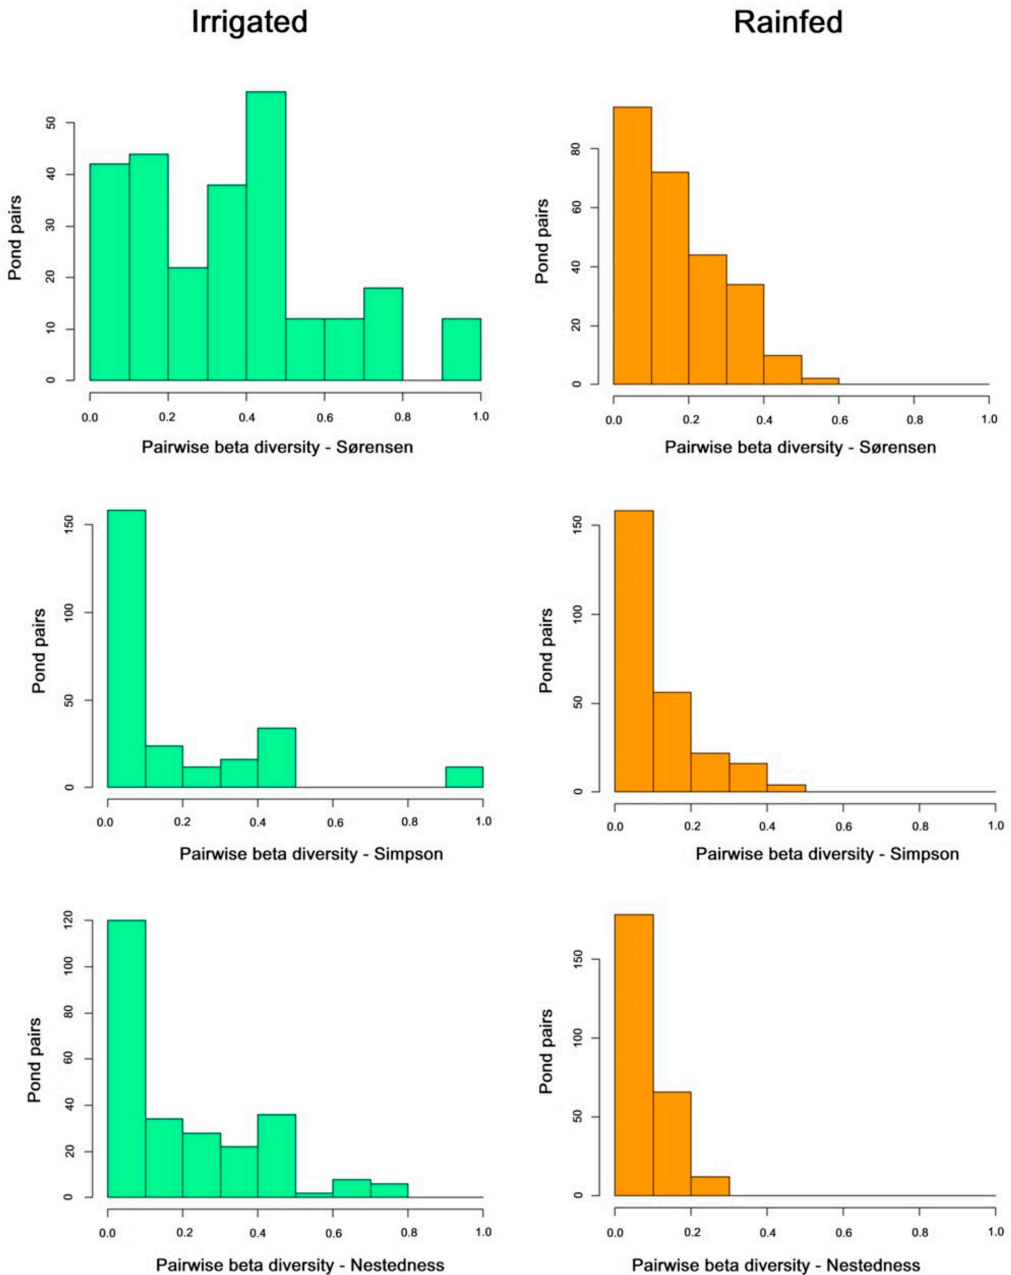 Irrigated
Rainfed
Pond pairs
0
10
20
30
40
50
0.0 0.2 0.4 0.6 0.8 1.0
Pairwise beta diversity - Sørensen
Pond pairs
0
20
40
60
80
0.0 0.2 0.4 0.6 0.8 1.0
Pairwise beta diversity - Sørensen
Pond pairs
0
50
100
150
0.0 0.2 0.4 0.6 0.8 1.0
Pairwise beta diversity - Simpson
Pond pairs
0
50
100
150
0.0 0.2 0.4 0.6 0.8 1.0
Pairwise beta diversity - Simpson
Pond pairs
0
20
40
60
80
100
120
0.0 0.2 0.4 0.6 0.8 1.0
Pairwise beta diversity - Nestedness
Pond pairs
0
50
100
150
0.0 0.2 0.4 0.6 0.8 1.0
Pairwise beta diversity - Nestedness